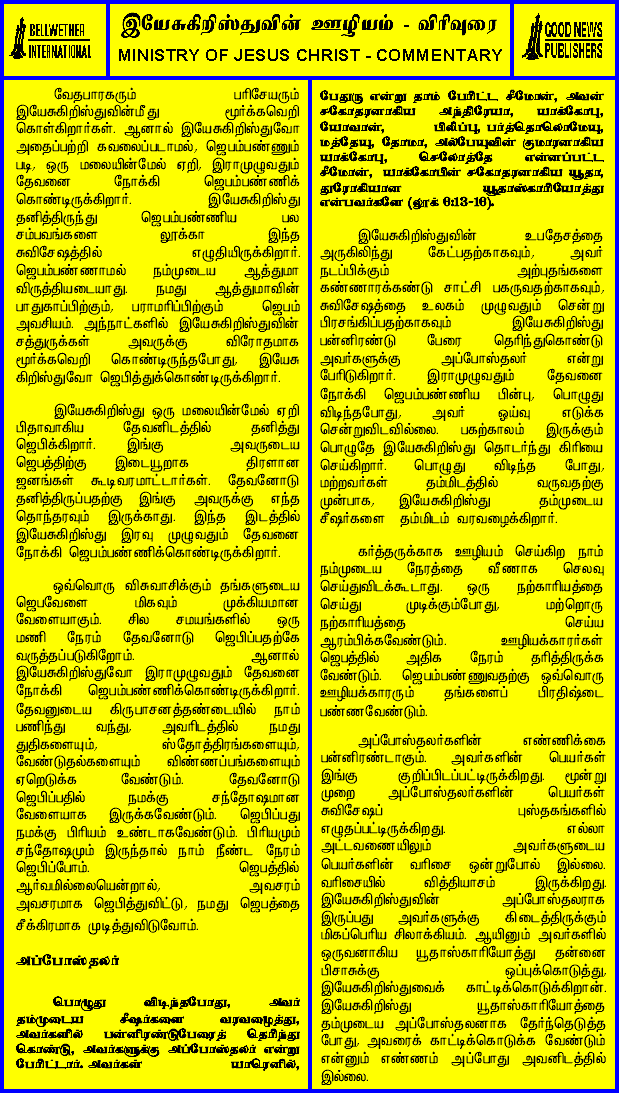 BELLWETHER
INTERNATIONAL
இயேசுகிறிஸ்துவின் ஊழியம் - விரிவுரை
MINISTRY OF JESUS CHRIST - COMMENTARY
GOOD NEWS
PUBLISHERS
வேதபாரகரும் பரிசேயரும்
இயேசுகிறிஸ்துவின்மீது மூர்க்கவெறி
கொள்கிறார்கள். ஆனால் இயேசுகிறிஸ்துவோ
அதைப்பற்றி கவலைப்படாமல், ஜெபம்பண்ணும்
படி, ஒரு மலையின்மேல் ஏறி, இராமுழுவதும்
தேவனை நோக்கி ஜெபம்பண்ணிக்
கொண்டிருக்கிறார். இயேசுகிறிஸ்து
தனித்திருந்து ஜெபம்பண்ணிய பல
சம்பவங்களை லூக்கா இந்த
சுவிசேஷத்தில் எழுதியிருக்கிறார்.
ஜெபம்பண்ணாமல் நம்முடைய ஆத்துமா
விருத்தியடையாது. நமது ஆத்துமாவின்
பாதுகாப்பிற்கும், பராமரிப்பிற்கும் ஜெபம்
அவசியம். அந்நாட்களில் இயேசுகிறிஸ்துவின்
சத்துருக்கள் அவருக்கு விரோதமாக
மூர்க்கவெறி கொண்டிருந்தபோது, இயேசு
கிறிஸ்துவோ ஜெபித்துக்கொண்டிருக்கிறார்.
இயேசுகிறிஸ்து ஒரு மலையின்மேல் ஏறி
பிதாவாகிய தேவனிடத்தில் தனித்து
ஜெபிக்கிறார். இங்கு அவருடைய
ஜெபத்திற்கு இடையூறாக திரளான
ஜனங்கள் கூடிவரமாட்டார்கள். தேவனோடு
தனித்திருப்பதற்கு இங்கு அவருக்கு எந்த
தொந்தரவும் இருக்காது. இந்த இடத்தில்
இயேசுகிறிஸ்து இரவு முழுவதும் தேவனை
நோக்கி ஜெபம்பண்ணிக்கொண்டிருக்கிறார்.
ஒவ்வொரு விசுவாசிக்கும் தங்களுடைய
ஜெபவேளை மிகவும் முக்கியமான
வேளையாகும். சில சமயங்களில் ஒரு
மணி நேரம் தேவனோடு ஜெபிப்பதற்கே
வருத்தப்படுகிறோம். ஆனால்
இயேசுகிறிஸ்துவோ இராமுழுவதும் தேவனை
நோக்கி ஜெபம்பண்ணிக்கொண்டிருக்கிறார்.
தேவனுடைய கிருபாசனத்தண்டையில் நாம்
பணிந்து வந்து, அவரிடத்தில் நமது
துதிகளையும், ஸ்தோத்திரங்களையும்,
வேண்டுதல்களையும் விண்ணப்பங்களையும்
ஏறெடுக்க வேண்டும். தேவனோடு
ஜெபிப்பதில் நமக்கு சந்தோஷமான
வேளையாக இருக்கவேண்டும். ஜெபிப்பது
நமக்கு பிரியம் உண்டாகவேண்டும். பிரியமும்
சந்தோஷமும் இருந்தால் நாம் நீண்ட நேரம்
ஜெபிப்போம். ஜெபத்தில்
ஆர்வமில்லையென்றால், அவசரம்
அவசரமாக ஜெபித்துவிட்டு, நமது ஜெபத்தை
சீக்கிரமாக முடித்துவிடுவோம்.
அப்போஸ்தலர்
பொழுது விடிந்தபோது, அவர்
தம்முடைய சீஷர்களை வரவழைத்து,
அவர்களில் பன்னிரண்டுபேரைத் தெரிந்து
கொண்டு, அவர்களுக்கு அப்போஸ்தலர் என்று
பேரிட்டார். அவர்கள் யாரெனில்,
பேதுரு என்று தாம் பேரிட்ட சீமோன், அவன்
சகோதரனாகிய அந்திரேயா, யாக்கோபு,
யோவான், பிலிப்பு, பர்த்தொலொமேயு,
மத்தேயு, தோமா, அல்பேயுவின் குமாரனாகிய
யாக்கோபு, செலோத்தே என்னப்பட்ட
சீமோன், யாக்கோபின் சகோதரனாகிய யூதா,
துரோகியான யூதாஸ்காரியோத்து
என்பவர்களே (லூக் 6:13-16).
இயேசுகிறிஸ்துவின் உபதேசத்தை
அருகிலிந்து கேட்பதற்காகவும், அவர்
நடப்பிக்கும் அற்புதங்களை
கண்ணாரக்கண்டு சாட்சி பகருவதற்காகவும்,
சுவிசேஷத்தை உலகம் முழுவதும் சென்று
பிரசங்கிப்பதற்காகவும் இயேசுகிறிஸ்து
பன்னிரண்டு பேரை தெரிந்துகொண்டு
அவர்களுக்கு அப்போஸ்தலர் என்று
பேரிடுகிறார். இராமுழுவதும் தேவனை
நோக்கி ஜெபம்பண்ணிய பின்பு, பொழுது
விடிந்தபோது, அவர் ஓய்வு எடுக்க
சென்றுவிடவில்லை. பகற்காலம் இருக்கும்
பொழுதே இயேசுகிறிஸ்து தொடர்ந்து கிரியை
செய்கிறார். பொழுது விடிந்த போது,
மற்றவர்கள் தம்மிடத்தில் வருவதற்கு
முன்பாக, இயேசுகிறிஸ்து தம்முடைய
சீஷர்களை தம்மிடம் வரவழைக்கிறார்.
கர்த்தருக்காக ஊழியம் செய்கிற நாம்
நம்முடைய நேரத்தை வீணாக செலவு
செய்துவிடக்கூடாது. ஒரு நற்காரியத்தை
செய்து முடிக்கும்போது, மற்றொரு
நற்காரியத்தை செய்ய
ஆரம்பிக்கவேண்டும். ஊழியக்காரர்கள்
ஜெபத்தில் அதிக நேரம் தரித்திருக்க
வேண்டும். ஜெபம்பண்ணுவதற்கு ஒவ்வொரு
ஊழியக்காரரும் தங்களைப் பிரதிஷ்டை
பண்ணவேண்டும்.
அப்போஸ்தலர்களின் எண்ணிக்கை
பன்னிரண்டாகும். அவர்களின் பெயர்கள்
இங்கு குறிப்பிடப்பட்டிருக்கிறது. மூன்று
முறை அப்போஸ்தலர்களின் பெயர்கள்
சுவிசேஷப் புஸ்தகங்களில்
எழுதப்பட்டிருக்கிறது. எல்லா
அட்டவணையிலும் அவர்களுடைய
பெயர்களின் வரிசை ஒன்றுபோல் இல்லை.
வரிசையில் வித்தியாசம் இருக்கிறது.
இயேசுகிறிஸ்துவின் அப்போஸ்தலராக
இருப்பது அவர்களுக்கு கிடைத்திருக்கும்
மிகப்பெரிய சிலாக்கியம். ஆயினும் அவர்களில்
ஒருவனாகிய யூதாஸ்காரியோத்து தன்னை
பிசாசுக்கு ஒப்புக்கொடுத்து,
இயேசுகிறிஸ்துவைக் காட்டிக்கொடுக்கிறான்.
இயேசுகிறிஸ்து யூதாஸ்காரியோத்தை
தம்முடைய அப்போஸ்தலனாக தேர்ந்தெடுத்த
போது, அவரைக் காட்டிக்கொடுக்க வேண்டும்
என்னும் எண்ணம் அப்போது அவனிடத்தில்
இல்லை.